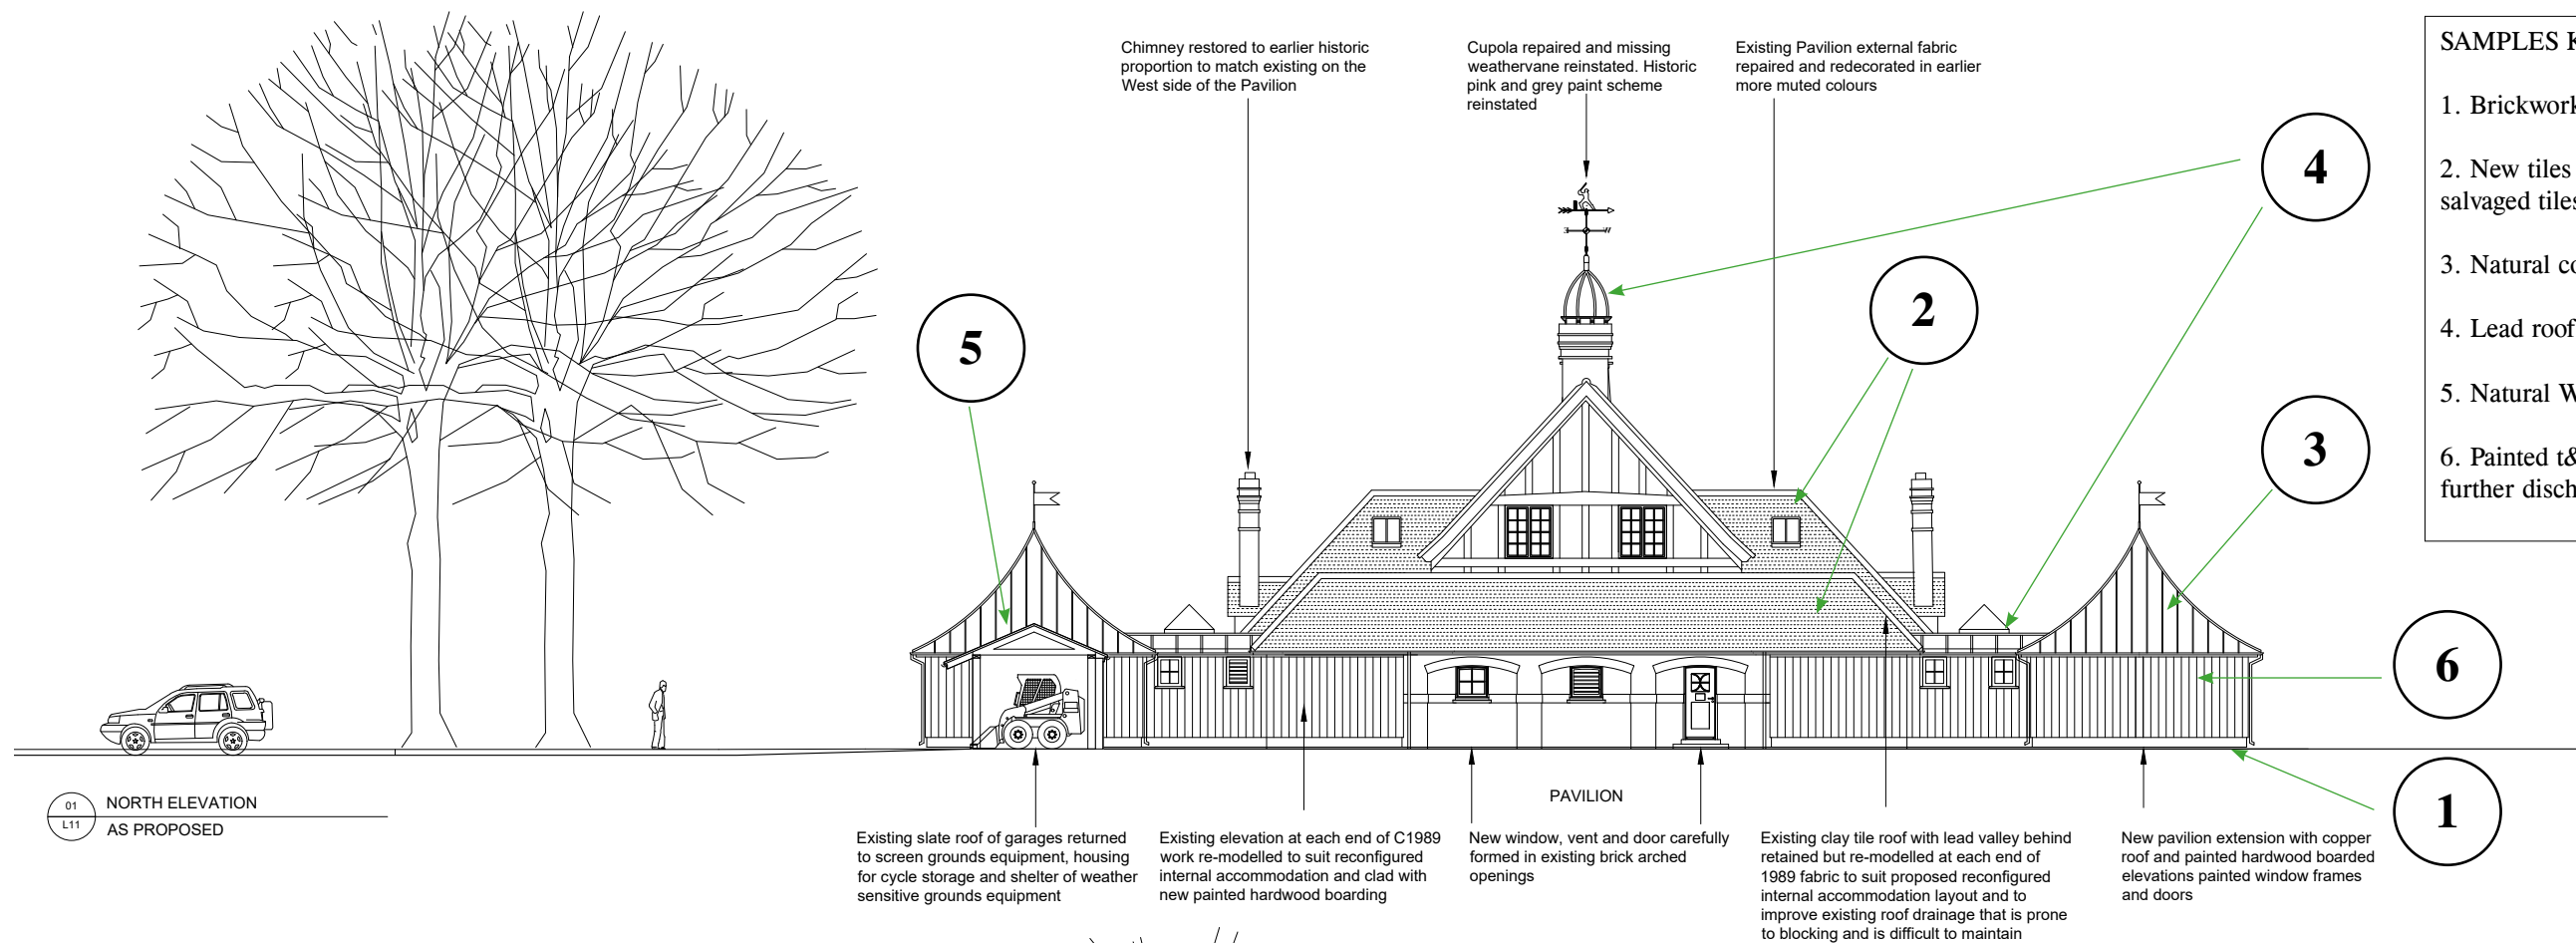 Chimney restored to earlier historic
proportion to match existing on the
West side of the Pavilion
Cupola repaired and missing
weathervane reinstated. Historic
pink and grey paint scheme
reinstated
Existing Pavilion external fabric
repaired and redecorated in earlier
more muted colours
SAMPLES K
1. Brickwork
2. New tiles
salvaged tiles
3. Natural co
4. Lead roof
5. Natural W
6. Painted t&
further disch
4
2
5
3
6
1
01
L11
NORTH ELEVATION
AS PROPOSED
PAVILION
Existing slate roof of garages returned
to screen grounds equipment, housing
for cycle storage and shelter of weather
sensitive grounds equipment
Existing elevation at each end of C1989
work re-modelled to suit reconfigured
internal accommodation and clad with
new painted hardwood boarding
New window, vent and door carefully
formed in existing brick arched
openings
Existing clay tile roof with lead valley behind
retained but re-modelled at each end of
1989 fabric to suit proposed reconfigured
internal accommodation layout and to
improve existing roof drainage that is prone
to blocking and is difficult to maintain
New pavilion extension with copper
roof and painted hardwood boarded
elevations painted window frames
and doors